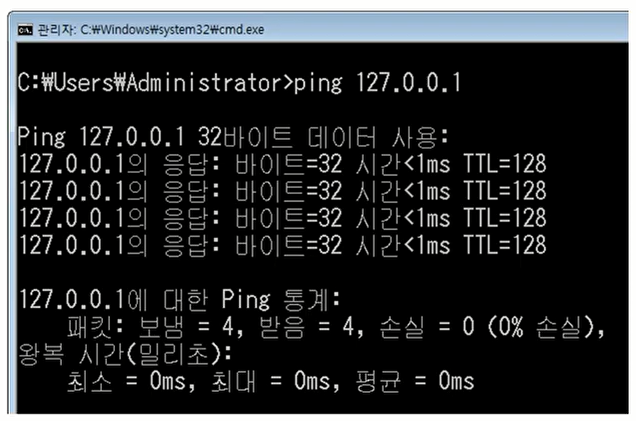 관리자: C:₩Windows₩system32₩cmd.exe
C:₩Users₩Administrator>ping 127.0.0.1
Ping 127.0.0.1 32바이트 데이터 사용:
127.0.0.1의 응답: 바이트=32 시간<1ms TTL=128
127.0.0.1의 응답: 바이트=32 시간<1ms TTL=128
127.0.0.1의 응답: 바이트=32 시간<1ms TTL=128
127.0.0.1의 응답: 바이트=32 시간<1ms TTL=128
127.0.0.1에 대한 Ping 통계:
패킷: 보냄 = 4, 받음 = 4, 손실 = 0 (0% 손실),
왕복 시간(밀리초):
최소 = 0ms, 최대 = 0ms, 평균 = 0ms